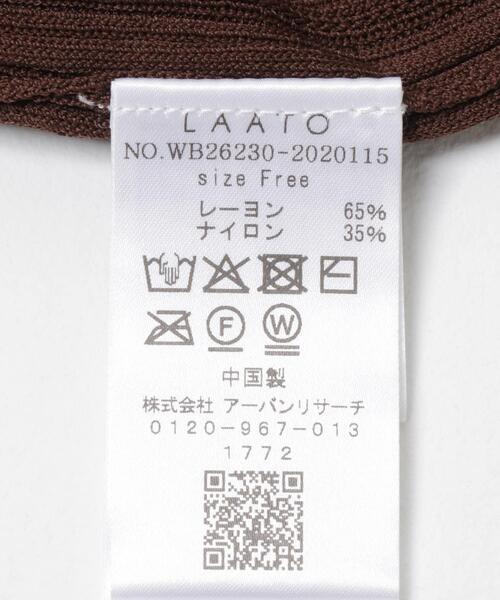 LAATO
NO.WB26230-2020115
size Free
レーヨン 65%
ナイロン 35%
F W
中国製
株式会社 アーバンリサーチ
0120-967-013
1772